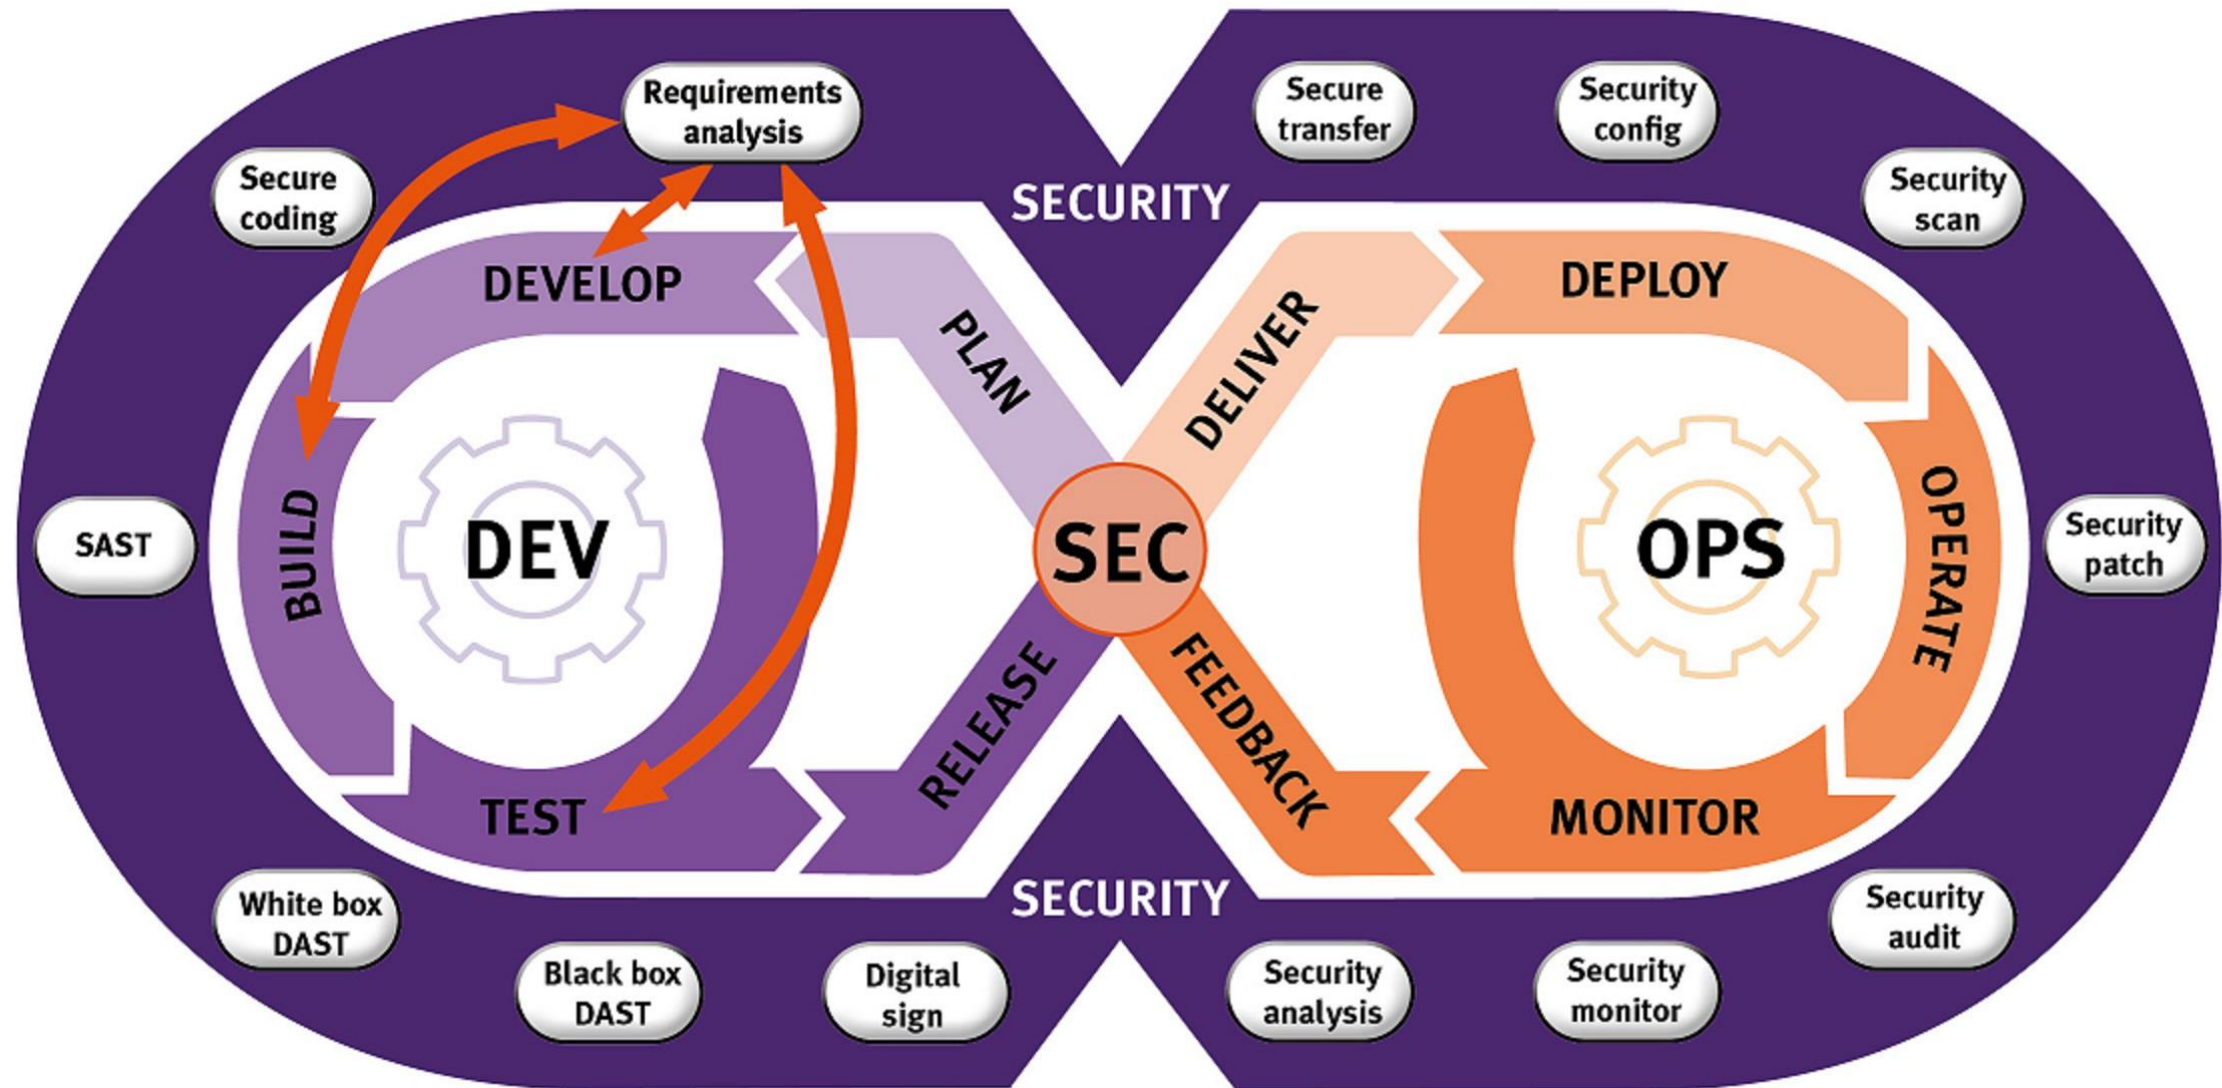 Requirements
analysis
Secure
transfer
Security
config
Secure
coding
Security
scan
SECURITY
DEVELOP
PLAN
DELIVER
DEPLOY
SAST
BUILD
DEV
SEC
OPS
OPERATE
Security
patch
TEST
RELEASE
FEEDBACK
MONITOR
SECURITY
White box
DAST
Black box
DAST
Digital
sign
Security
analysis
Security
monitor
Security
audit